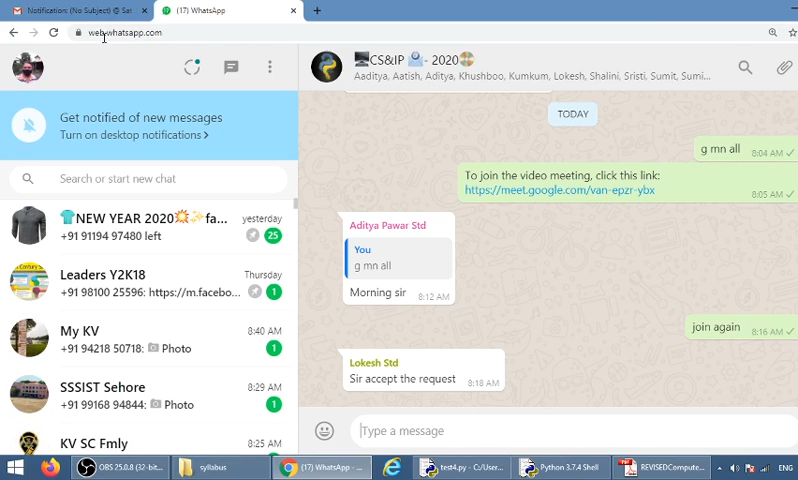 Notification: (No Subject) @ Sat
(17) WhatsApp
web.whatsapp.com
Get notified of new messages
Turn on desktop notifications >
Search or start new chat
NEW YEAR 2020 fa...
yesterday
+91 91194 97480 left
25
Leaders Y2K18
Thursday
+91 98100 25596: https://m.facebo...
1
My KV
8:40 AM
+91 94218 50718: Photo
1
SSSIST Sehore
8:29 AM
+91 99168 94844: Photo
1
KV SC Fmly
8:25 AM
CS&IP - 2020
Aaditya, Aatish, Aditya, Khushboo, Kumkum, Lokesh, Shalini, Sristi, Sumit, Sumi...
TODAY
g mn all
8:04 AM
To join the video meeting, click this link:
https://meet.google.com/van-epzr-ybx
8:05 AM
Aditya Pawar Std
You
g mn all
Morning sir
8:12 AM
join again
8:16 AM
Lokesh Std
Sir accept the request
8:18 AM
Type a message
OBS 25.0.8 (32-bit...
syllabus
(17) WhatsApp - ...
test4.py - C:/User...
Python 3.7.4 Shell
REVISEDCompute...
ENG